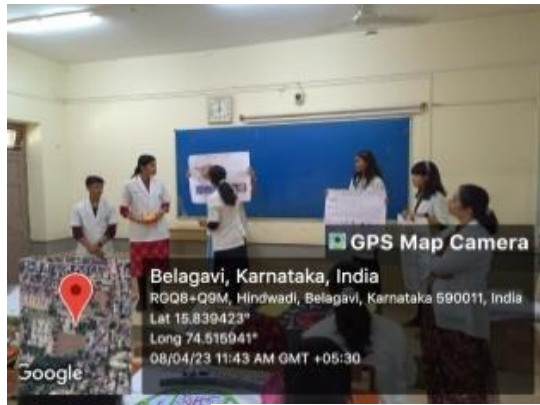 GPS Map Camera
Belagavi, Karnataka, India
RGQ8+Q9M, Hindwadi, Belagavi, Karnataka 590011, India
Lat 15.839423°
Long 74.515941°
08/04/23 11:43 AM GMT +05:30
Google